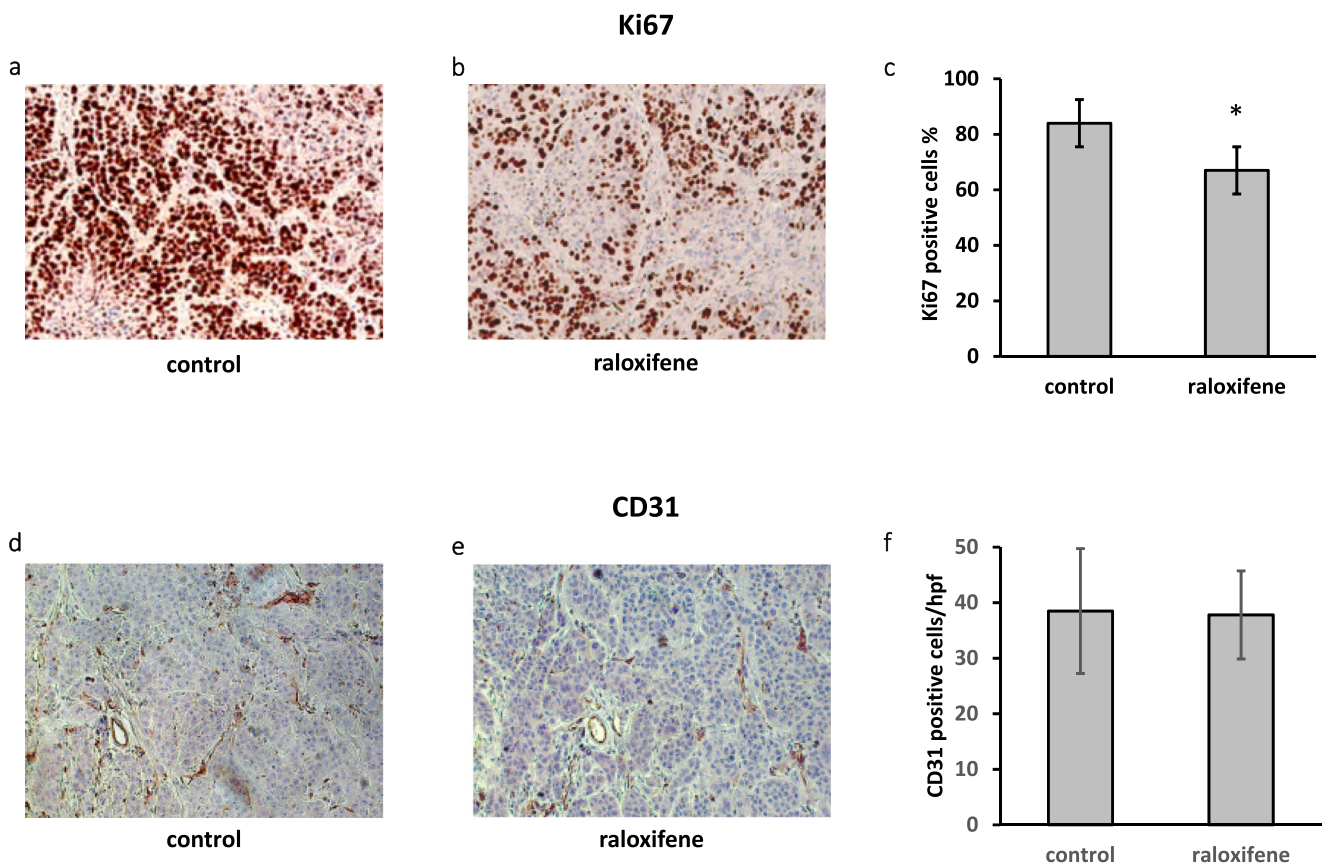 Ki67
a
b
c
control
raloxifene
Ki67 positive cells %
100
80
60
40
20
0
*
control
raloxifene
CD31
d
e
f
control
raloxifene
CD31 positive cells/hpf
50
40
30
20
10
0
control
raloxifene